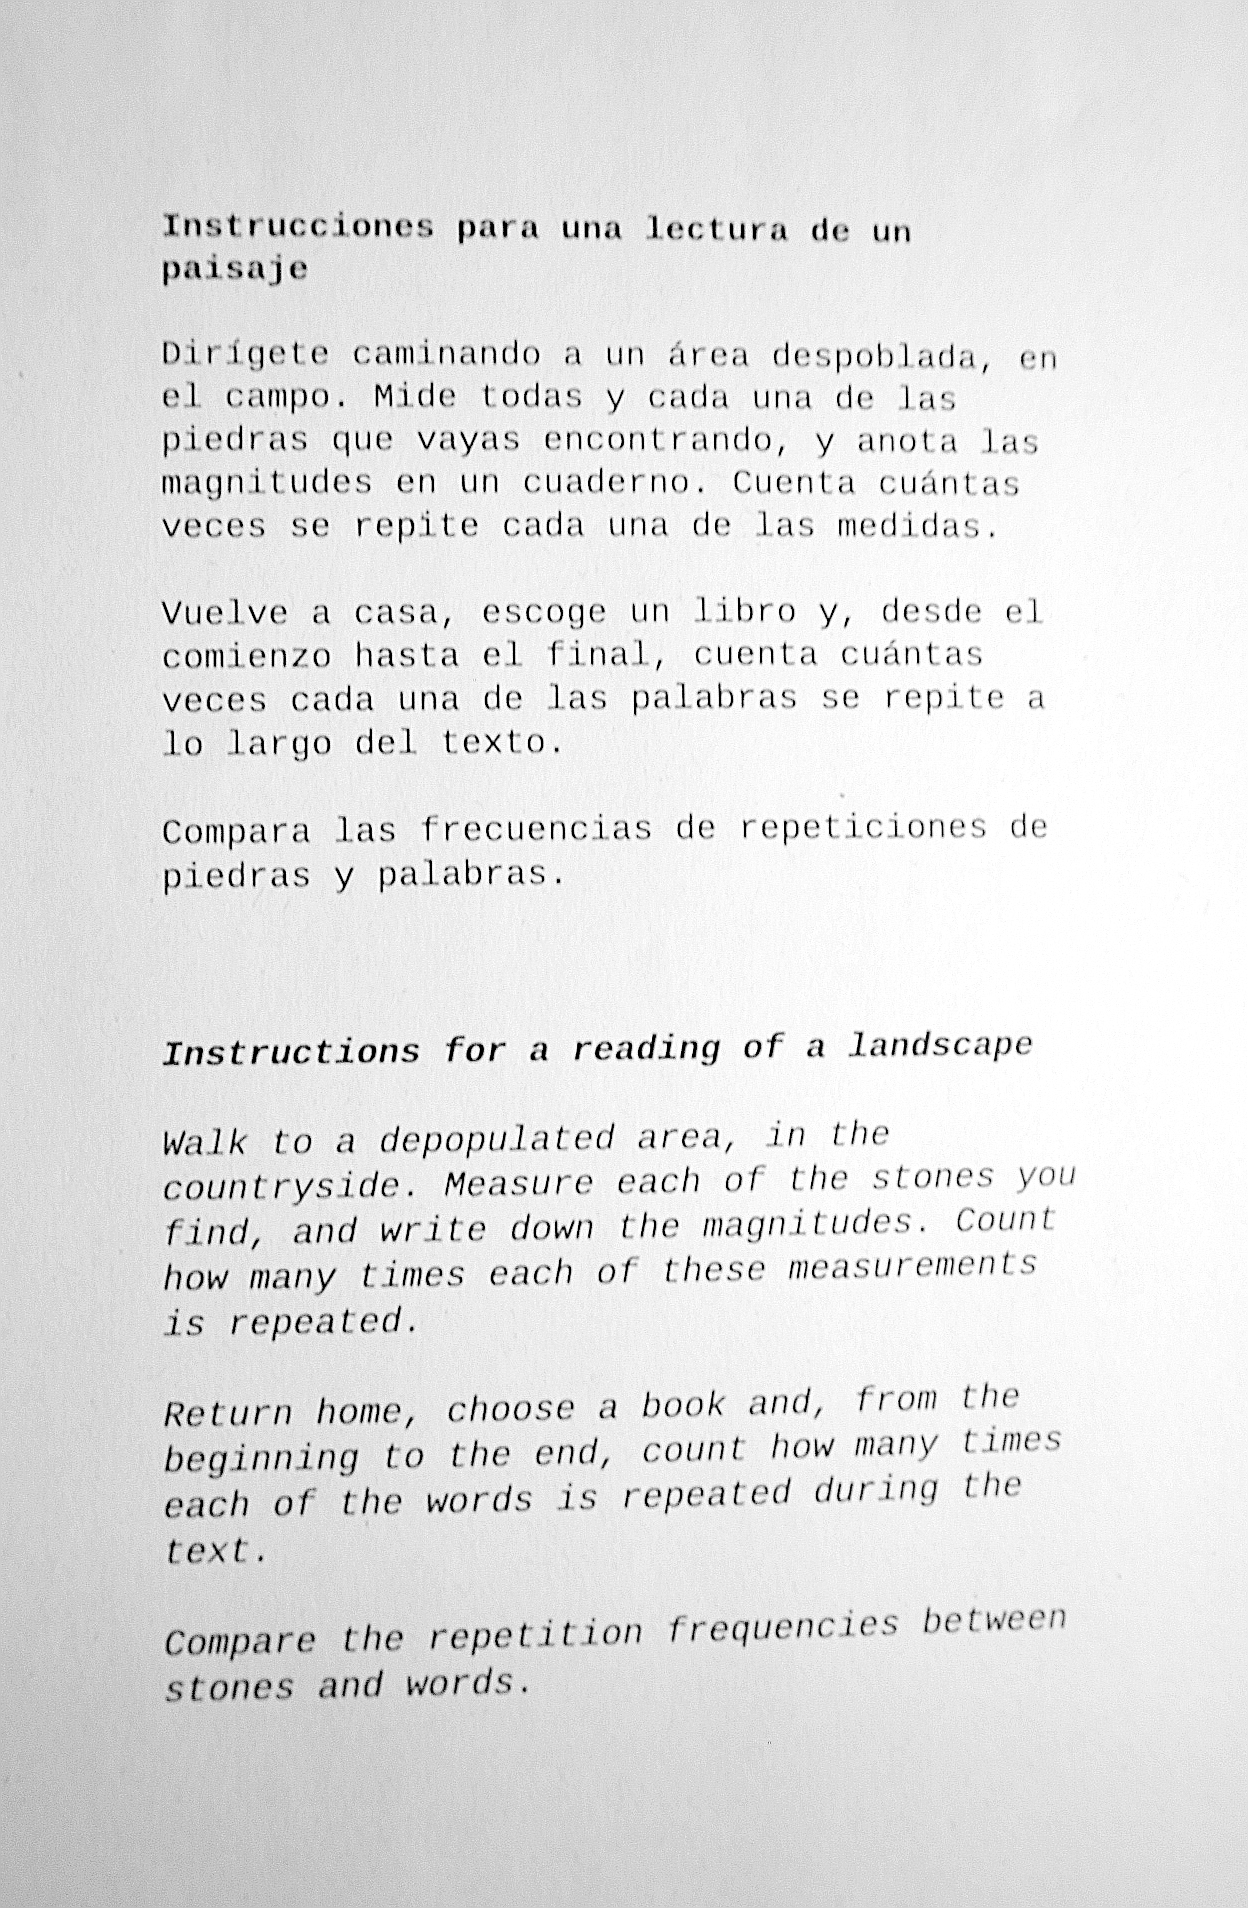 Instrucciones para una lectura de un
paisaje
Dirígete caminando a un área despoblada, en
el campo. Mide todas y cada una de las
piedras que vayas encontrando, y anota las
magnitudes en un cuaderno. Cuenta cuántas
veces se repite cada una de las medidas.
Vuelve a casa, escoge un libro y, desde el
comienzo hasta el final, cuenta cuántas
veces cada una de las palabras se repite a
lo largo del texto.
Compara las frecuencias de repeticiones de
piedras y palabras.
Instructions for a reading of a landscape
Walk to a depopulated area, in the
countryside. Measure each of the stones you
find, and write down the magnitudes. Count
how many times each of these measurements
is repeated.
Return home, choose a book and, from the
beginning to the end, count how many times
each of the words is repeated during the
text.
Compare the repetition frequencies between
stones and words.